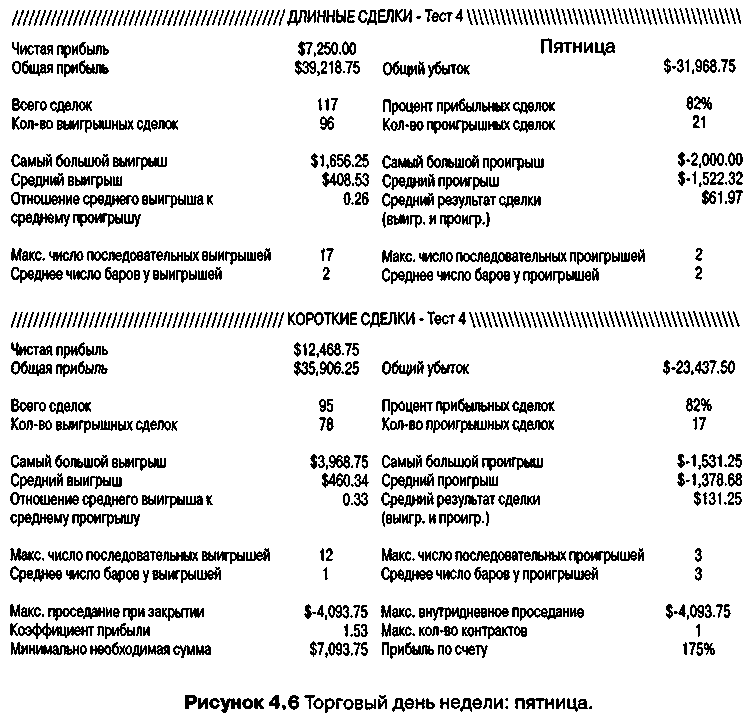 //////////////////////////////////////////// ДЛИННЫЕ СДЕЛКИ - Тест 4 \\\\\\\\\\\\\\\\\\\\\\\\\\\\\\\\\\\\\\\\\\\\
Чистая прибыль $7,250.00 Пятница
Общая прибыль $39,218.75 Общий убыток $-31,968.75
Всего сделок 117 Процент прибыльных сделок 82%
Кол-во выигрышных сделок 96 Кол-во проигрышных сделок 21
Самый большой выигрыш $1,656.25 Самый большой проигрыш $-2,000.00
Средний выигрыш $408.53 Средний проигрыш $-1,522.32
Отношение среднего выигрыша к 0.26 Средний результат сделки $61.97
среднему проигрышу (выигр. и проигр.)
Макс. число последовательных выигрышей 17 Макс. число последовательных проигрышей 2
Среднее число баров у выигрышей 2 Среднее число баров у проигрышей 2
//////////////////////////////////////////// КОРОТКИЕ СДЕЛКИ - Тест 4 \\\\\\\\\\\\\\\\\\\\\\\\\\\\\\\\\\\\\\\\\\\\
Чистая прибыль $12,468.75
Общая прибыль $35,906.25 Общий убыток $-23,437.50
Всего сделок 95 Процент прибыльных сделок 82%
Кол-во выигрышных сделок 78 Кол-во проигрышных сделок 17
Самый большой выигрыш $3,968.75 Самый большой проигрыш $-1,531.25
Средний выигрыш $460.34 Средний проигрыш $-1,378.68
Отношение среднего выигрыша к 0.33 Средний результат сделки $131.25
среднему проигрышу (выигр. и проигр.)
Макс. число последовательных выигрышей 12 Макс. число последовательных проигрышей 3
Среднее число баров у выигрышей 1 Среднее число баров у проигрышей 3
Макс. проседание при закрытии $-4,093.75 Макс. внутридневное проседание $-4,093.75
Коэффициент прибыли 1.53 Макс. кол-во контрактов 1
Минимально необходимая сумма $7,093.75 Прибыль по счету 175%
Рисунок 4.6 Торговый день недели: пятница.